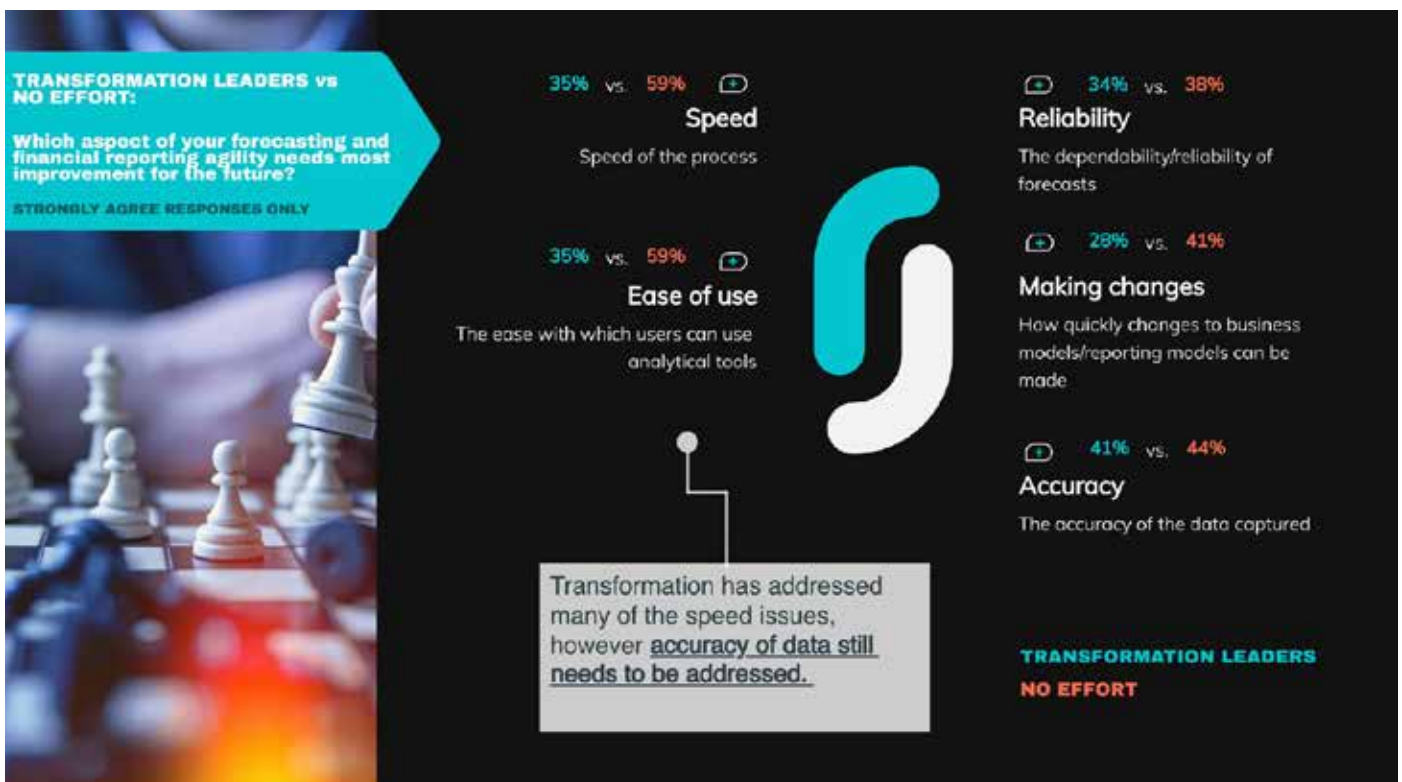 TRANSFORMATION LEADERS vs
NO EFFORT:
Which aspect of your forecasting and
financial reporting agility needs most
improvement for the future?
STRONGLY AGREE RESPONSES ONLY
35% vs. 59%
Speed
Speed of the process
35% vs. 59%
Ease of use
The ease with which users can use
analytical tools
Transformation has addressed
many of the speed issues,
however accuracy of data still
needs to be addressed.
34% vs. 38%
Reliability
The dependability/reliability of
forecasts
28% vs. 41%
Making changes
How quickly changes to business
models/reporting models can be
made
41% vs. 44%
Accuracy
The accuracy of the data captured
TRANSFORMATION LEADERS
NO EFFORT